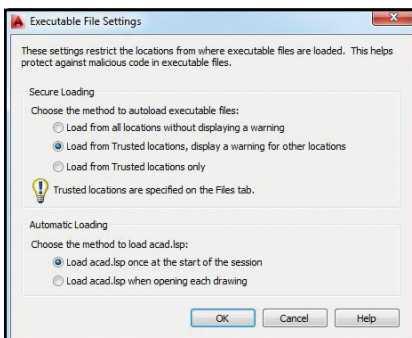 Executable File Settings
These settings restrict the locations from where executable files are loaded. This helps
protect against malicious code in executable files.
Secure Loading
Choose the method to autoload executable files:
Load from all locations without displaying a warning
Load from Trusted locations, display a warning for other locations
Load from Trusted locations only
Trusted locations are specified on the Files tab.
Automatic Loading
Choose the method to load acad.lsp:
Load acad.lsp once at the start of the session
Load acad.lsp when opening each drawing
OK Cancel Help